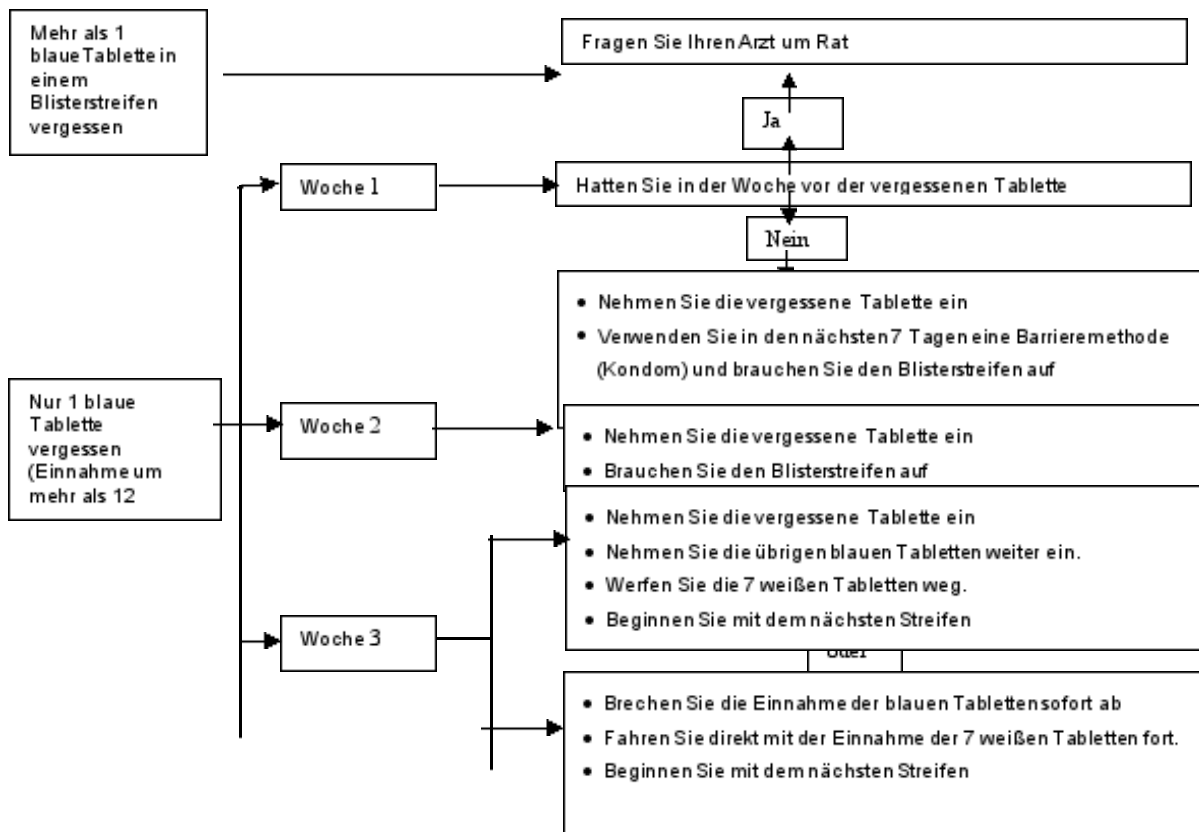 Mehr als 1
blaue Tablette in
einem
Blisterstreifen
vergessen
Fragen Sie Ihren Arzt um Rat
Ja
Woche 1
Hatten Sie in der Woche vor der vergessenen Tablette
Nein
• Nehmen Sie die vergessene Tablette ein
• Verwenden Sie in den nächsten 7 Tagen eine Barrieremethode
(Kondom) und brauchen Sie den Blisterstreifen auf
Nur 1 blaue
Tablette
vergessen
(Einnahme um
mehr als 12
Woche 2
• Nehmen Sie die vergessene Tablette ein
• Brauchen Sie den Blisterstreifen auf
• Nehmen Sie die vergessene Tablette ein
• Nehmen Sie die übrigen blauen Tabletten weiter ein.
• Werfen Sie die 7 weißen Tabletten weg.
• Beginnen Sie mit dem nächsten Streifen
Woche 3
oder
• Brechen Sie die Einnahme der blauen Tabletten sofort ab
• Fahren Sie direkt mit der Einnahme der 7 weißen Tabletten fort.
• Beginnen Sie mit dem nächsten Streifen